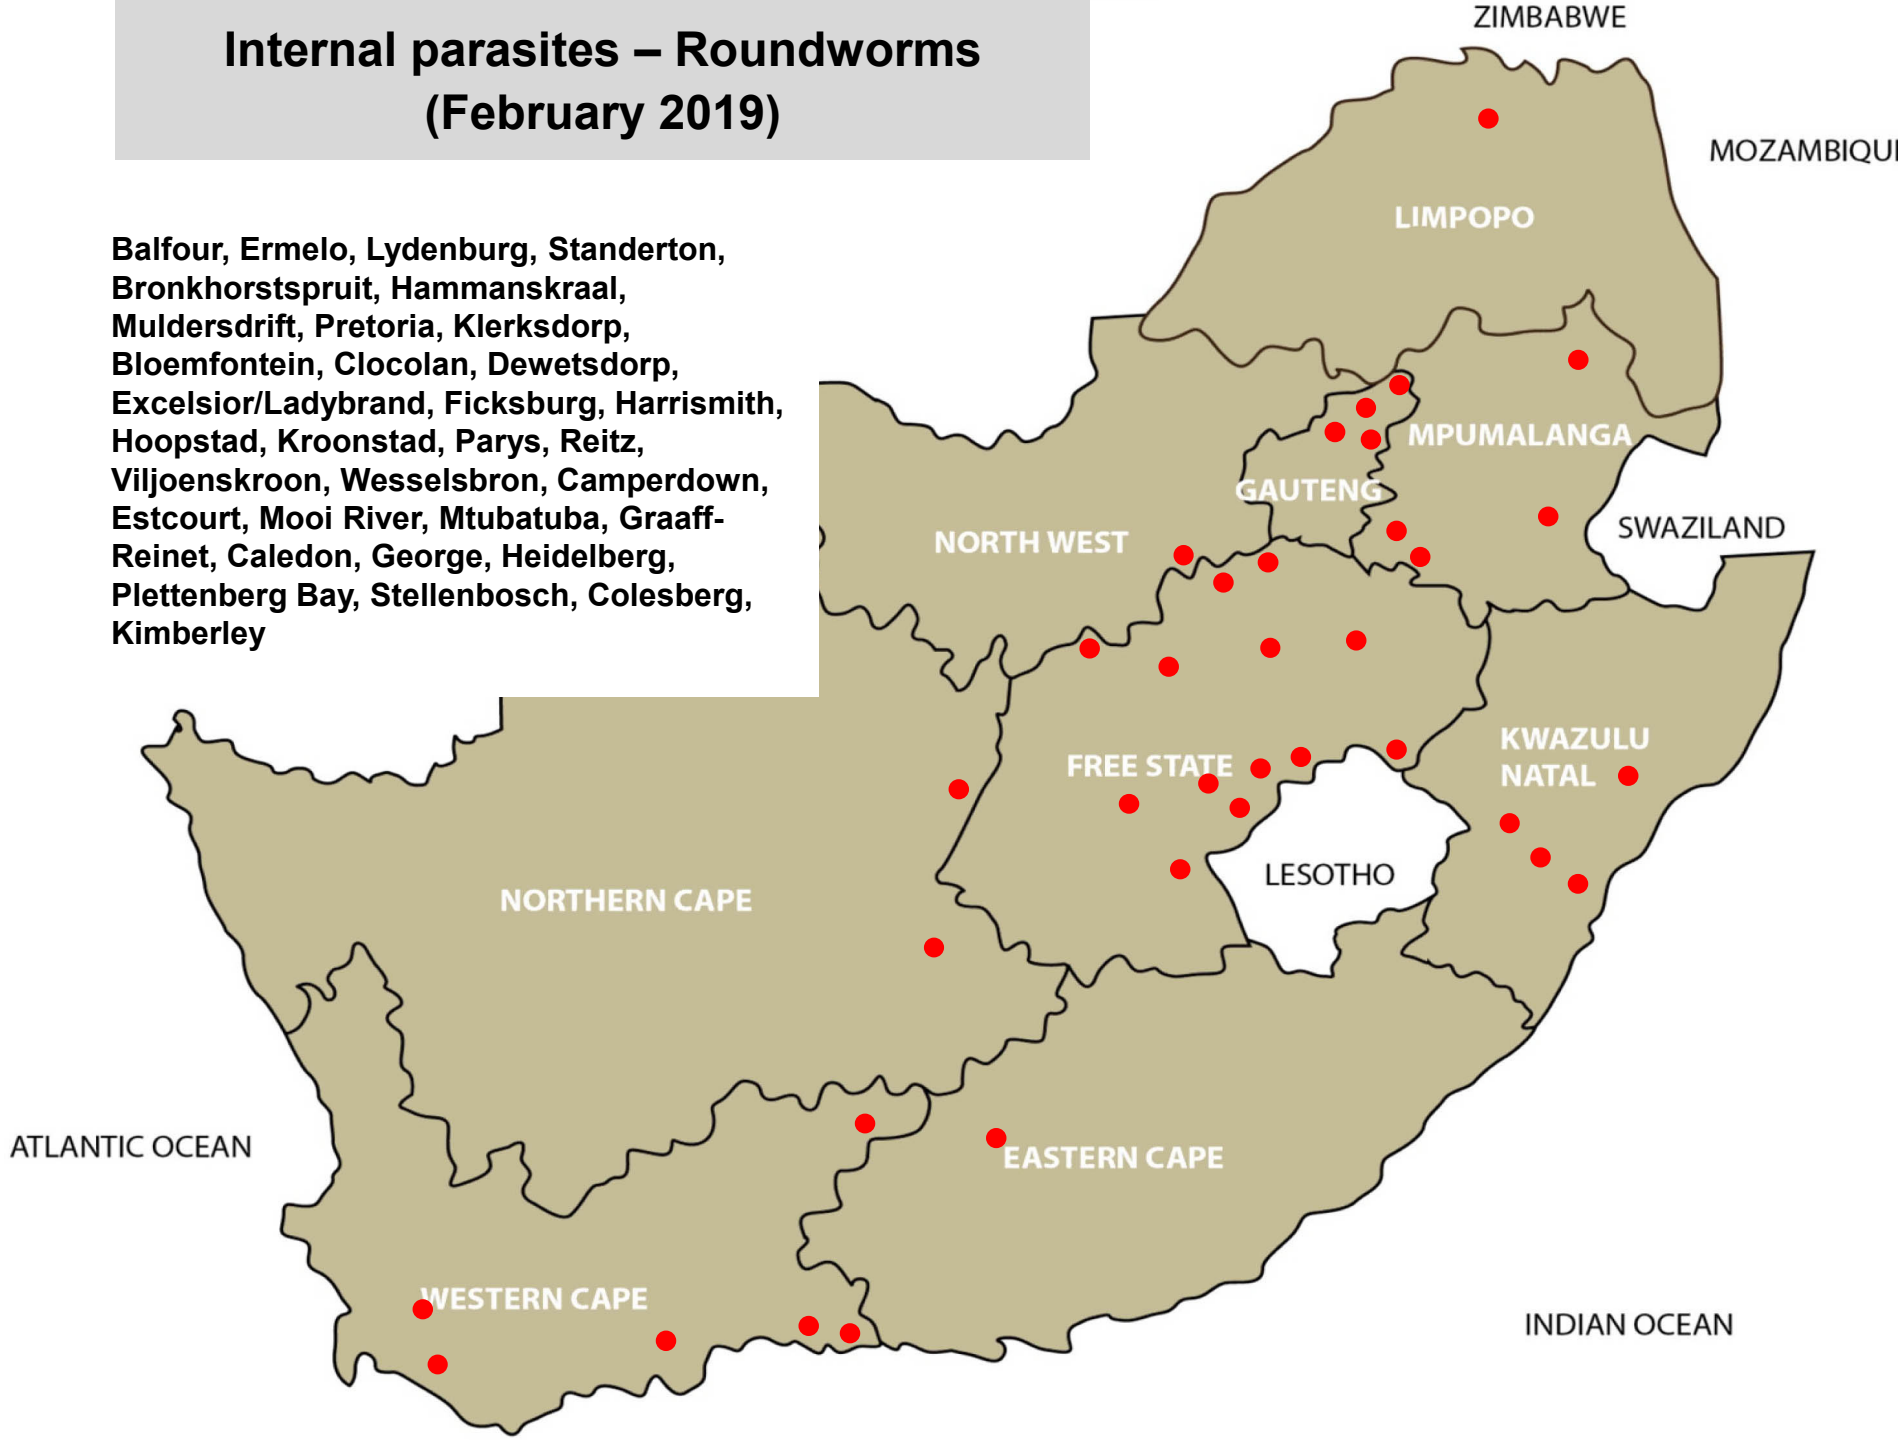 Internal parasites – Roundworms
(February 2019)
Balfour, Ermelo, Lydenburg, Standerton,
Bronkhorstspruit, Hammanskraal,
Muldersdrift, Pretoria, Klerksdorp,
Bloemfontein, Clocolan, Dewetsdorp,
Excelsior/Ladybrand, Ficksburg, Harrismith,
Hoopstad, Kroonstad, Parys, Reitz,
Viljoenskroon, Wesselsbron, Camperdown,
Estcourt, Mooi River, Mtubatuba, Graaff-
Reinet, Caledon, George, Heidelberg,
Plettenberg Bay, Stellenbosch, Colesberg,
Kimberley
ZIMBABWE
MOZAMBIQUE
LIMPOPO
MPUMALANGA
GAUTENG
SWAZILAND
NORTH WEST
KWAZULU
NATAL
FREE STATE
LESOTHO
NORTHERN CAPE
ATLANTIC OCEAN
EASTERN CAPE
WESTERN CAPE
INDIAN OCEAN